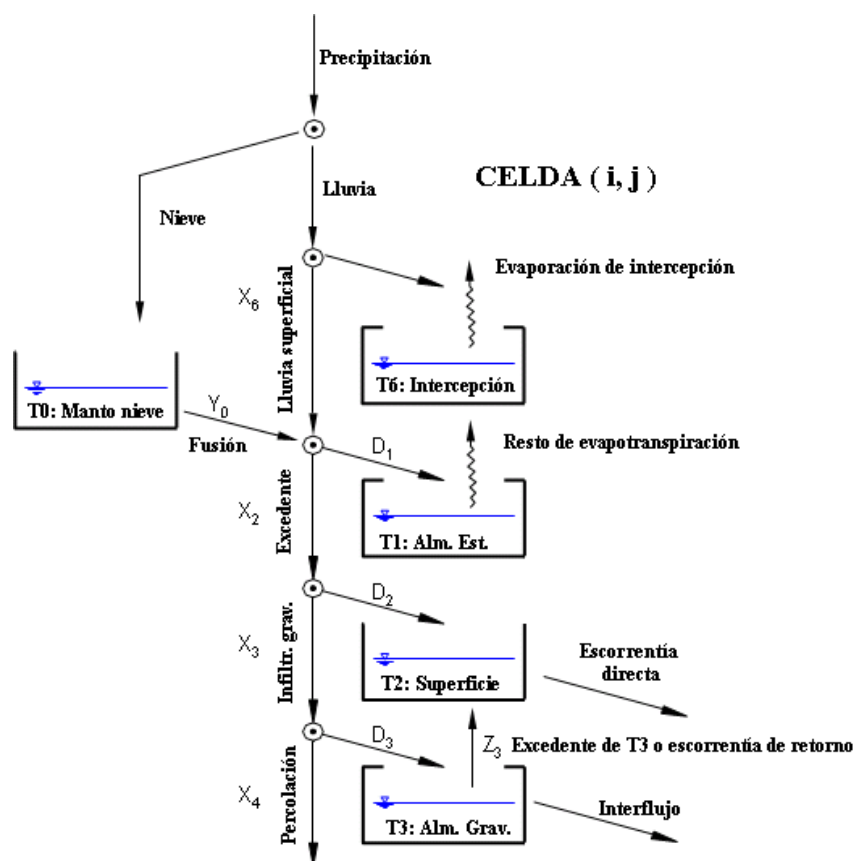 Precipitación
CELDA ( i, j )
Lluvia
Nieve
Evaporación de intercepción
X6
Lluvia superficial
T6: Intercepción
T0: Manto nieve
Y0
Fusión
D1
Resto de evapotranspiración
X2
Excedente
T1: Alm. Est.
D2
X3
Infiltr. grav.
T2: Superficie
Escorrentía
directa
D3
Z3
Excedente de T3 o escorrentía de retorno
X4
Percolación
T3: Alm. Grav.
Interflujo